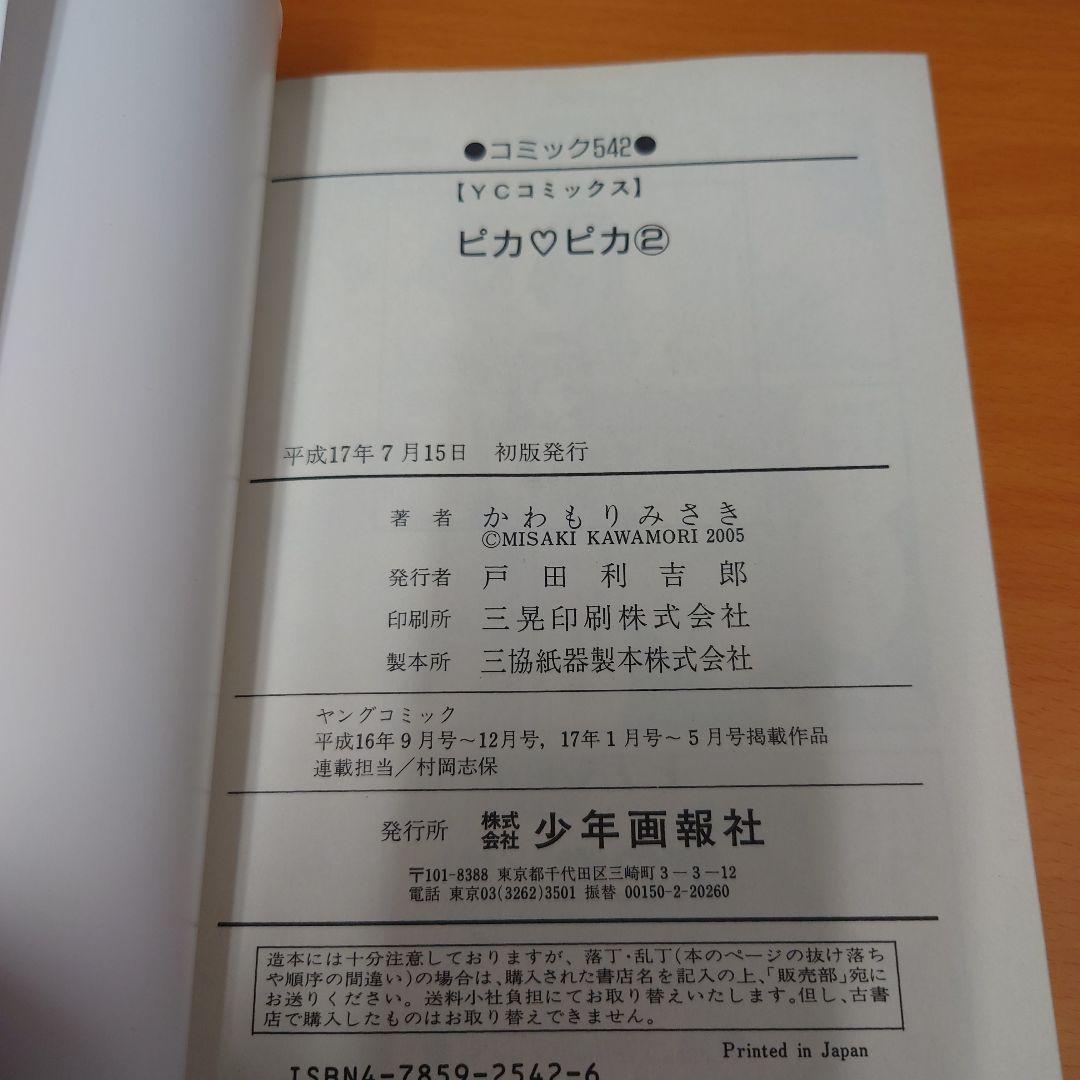 ●コミック542●
【YCコミックス】
ピカ♡ピカ②
平成17年7月15日 初版発行
著者 かわもりみさき
©MISAKI KAWAMORI 2005
発行者 戸田利吉郎
印刷所 三晃印刷株式会社
製本所 三協紙器製本株式会社
ヤングコミック
平成16年9月号～12月号，17年1月号～5月号掲載作品
連載担当／村岡志保
発行所 株式会社 少年画報社
〒101-8388 東京都千代田区三崎町3－3－12
電話 東京03(3262)3501 振替 00150-2-20260
造本には十分注意しておりますが、落丁・乱丁(本のページの抜け落ち
や順序の間違い)の場合は、購入された書店名を記入の上、「販売部」宛に
お送りください。送料小社負担にてお取り替えいたします。但し、古書
店で購入したものはお取り替えできません。
Printed in Japan
ISBN4-7859-2542-6